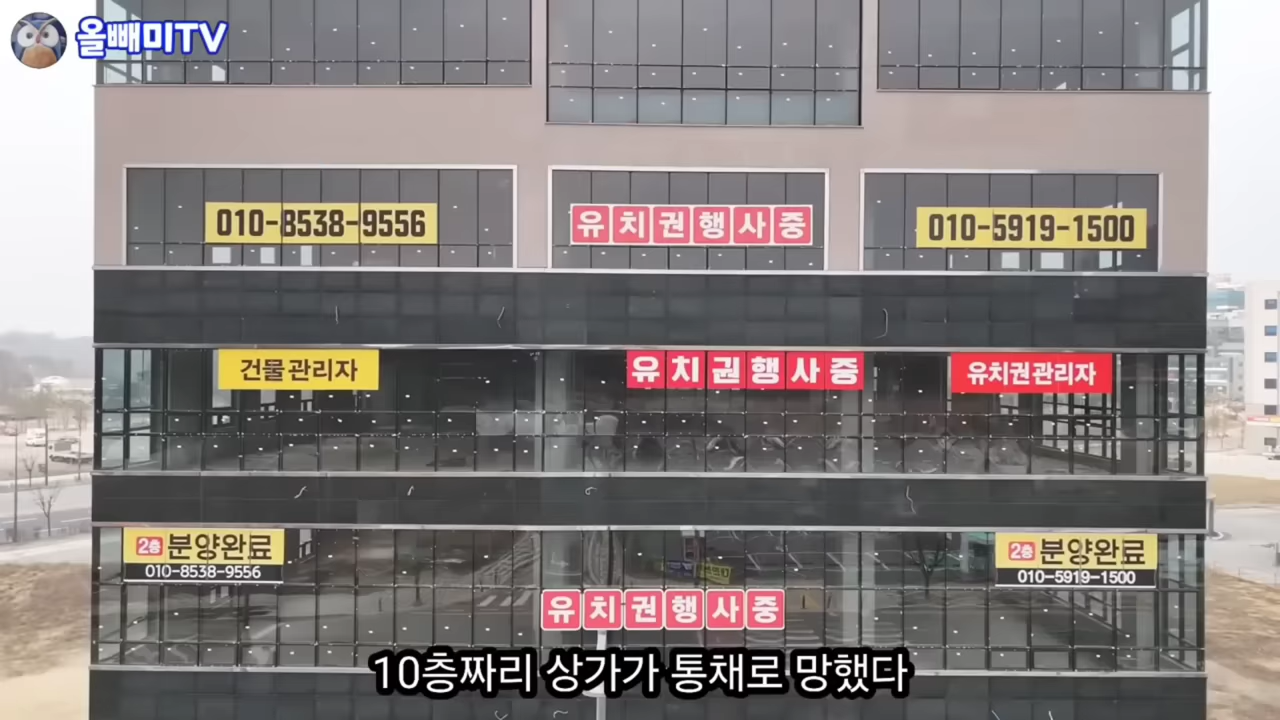 올빼미TV
010-8538-9556
유치권행사중
010-5919-1500
건물관리자
유치권행사중
유치권관리자
2층 분양완료
010-8538-9556
2층 분양완료
010-5919-1500
유치권행사중
10층짜리 상가가 통채로 망했다